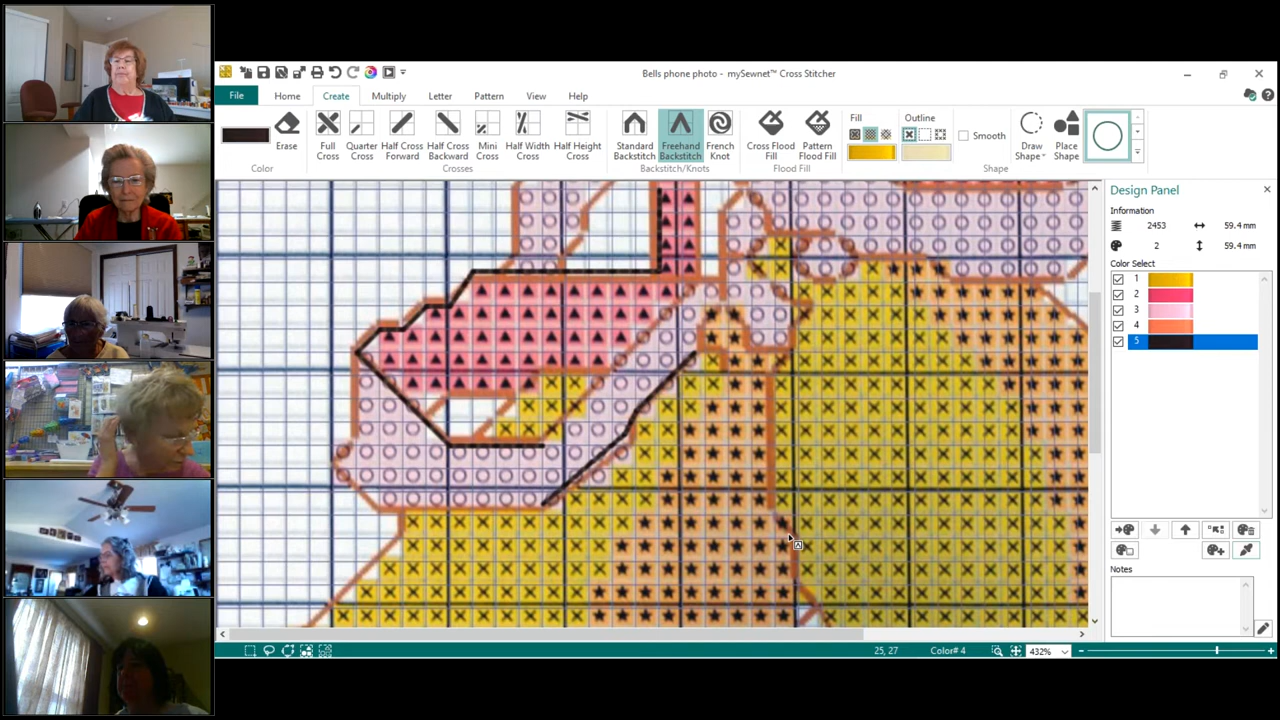 Bells phone photo - mySewnet™ Cross Stitcher
File Home Create Multiply Letter Pattern View Help
Erase
Full Cross
Quarter Cross
Half Cross Forward
Half Cross Backward
Mini Cross
Half Width Cross
Half Height Cross
Standard Backstitch
Freehand Backstitch
French Knot
Cross Flood Fill
Pattern Flood Fill
Fill
Outline
Smooth
Draw Shape
Place Shape
Color
Crosses
Backstitch/Knots
Flood Fill
Shape
Design Panel
Information
2453
59.4 mm
2
59.4 mm
Color Select
1
2
3
4
5
Notes
25, 27
Color# 4
432%